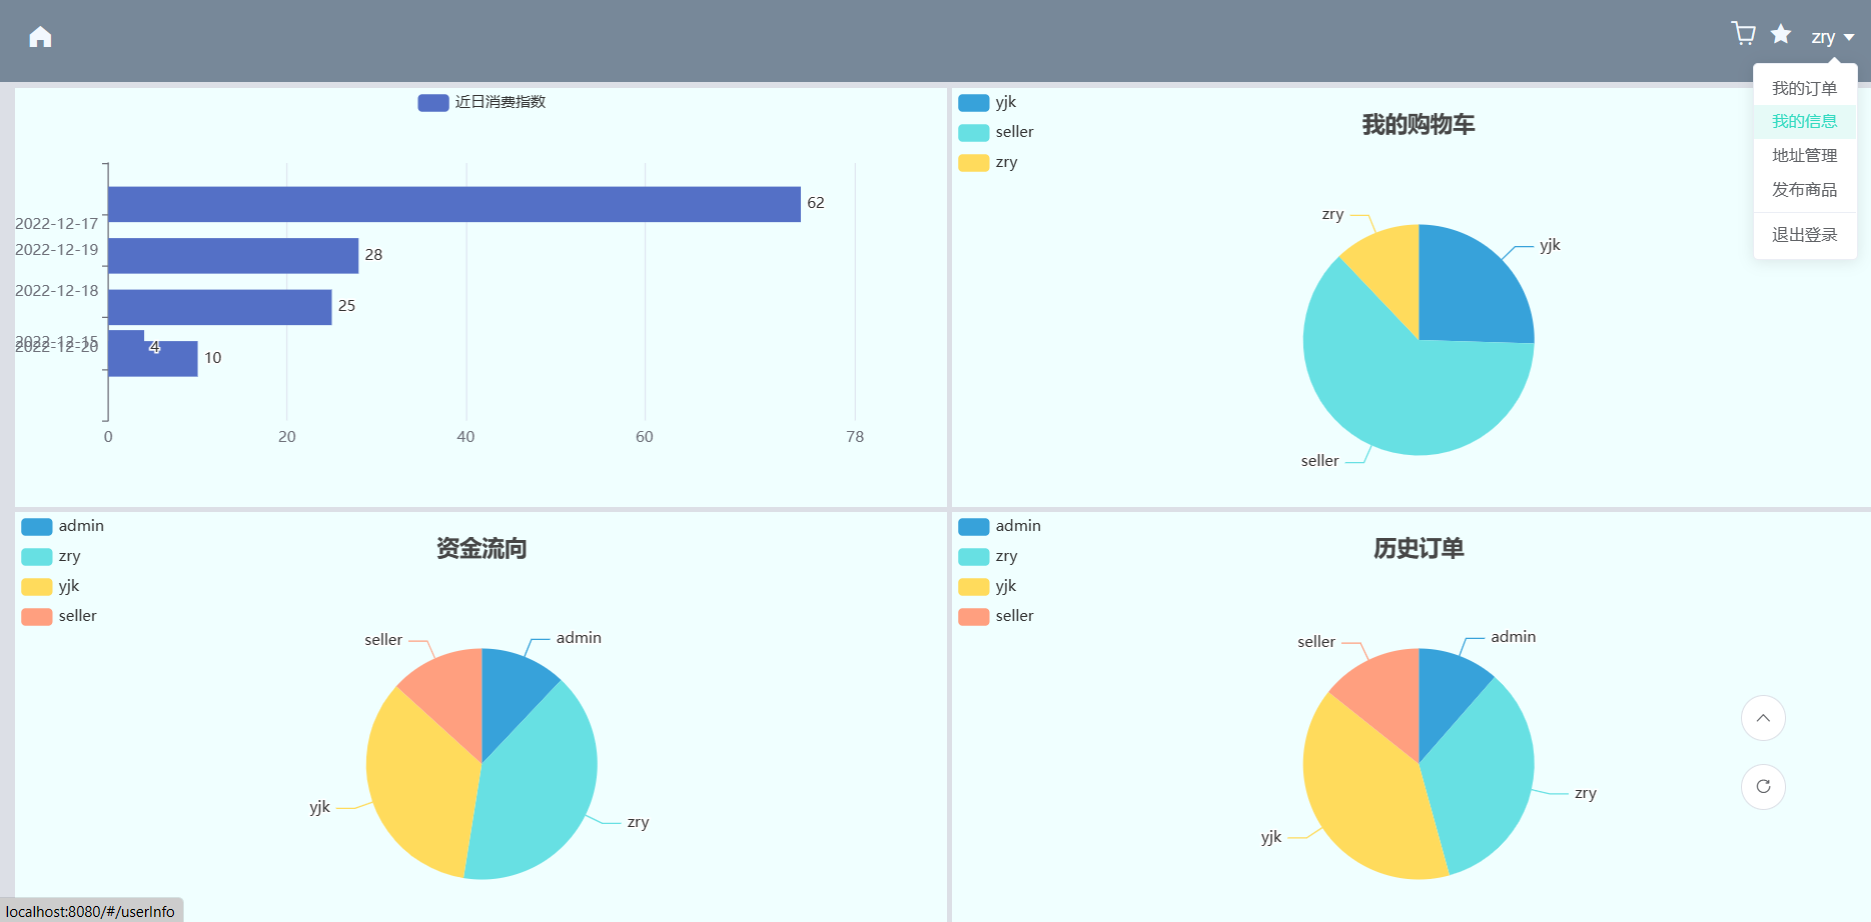 zry
我的订单
我的信息
地址管理
发布商品
退出登录
近日消费指数
2022-12-17
2022-12-19
2022-12-18
2022-12-15
2022-12-20
62
28
25
4
10
0
20
40
60
78
yjk
seller
zry
我的购物车
zry
yjk
seller
admin
zry
yjk
seller
资金流向
seller
admin
yjk
zry
admin
zry
yjk
seller
历史订单
seller
admin
zry
yjk
localhost:8080/#/userInfo